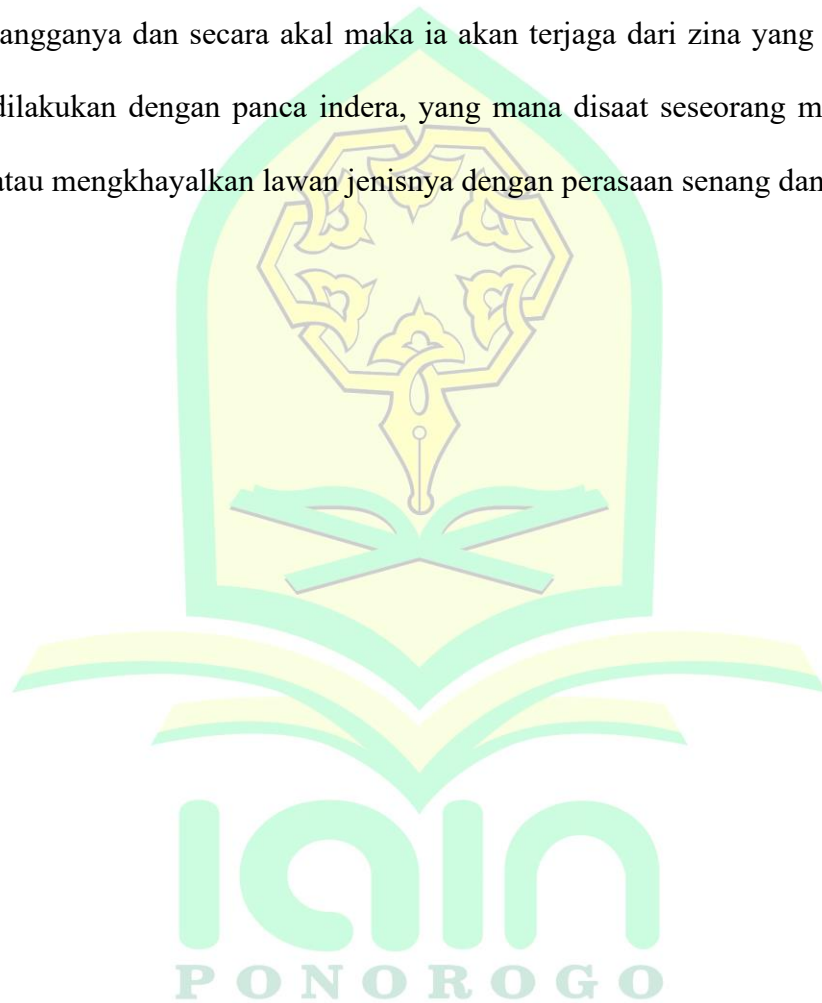 angganya dan secara akal maka ia akan terjaga dari zina yang
dilakukan dengan panca indera, yang mana disaat seseorang m
atau mengkhayalkan lawan jenisnya dengan perasaan senang dan
iain
PONOROGO